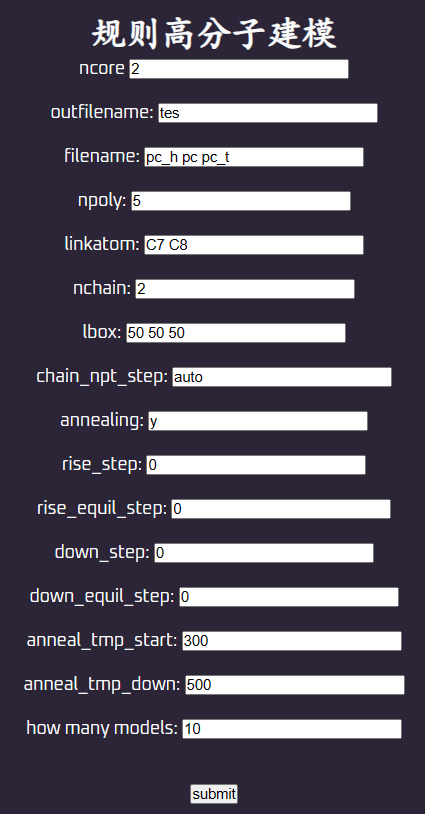 规则高分子建模
ncore 2
outfilename: tes
filename: pc_h pc pc_t
npoly: 5
linkatom: C7 C8
nchain: 2
lbox: 50 50 50
chain_npt_step: auto
annealing: y
rise_step: 0
rise_equil_step: 0
down_step: 0
down_equil_step: 0
anneal_tmp_start: 300
anneal_tmp_down: 500
how many models: 10
submit